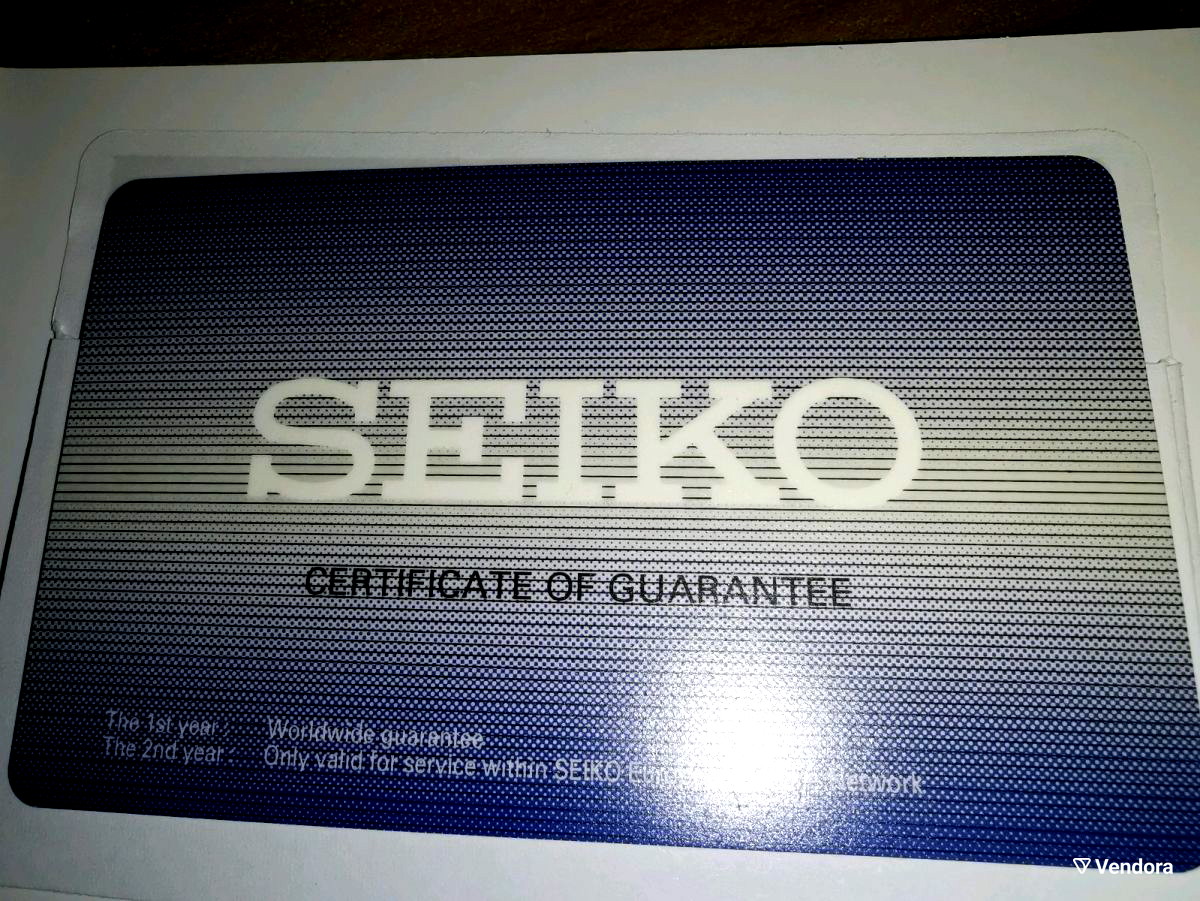 SEIKO
CERTIFICATE OF GUARANTEE
The 1st year : Worldwide guarantee
The 2nd year : Only valid for service within SEIKO
Vendora